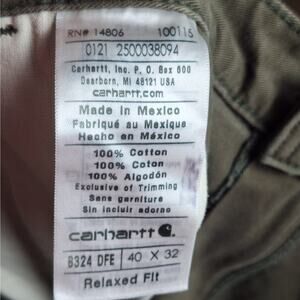 RN# 14806 100115
0121 2500038094
Carhartt, Inc. P. O. Box 600
Dearborn, MI 48121 USA
carhartt.com
Made in Mexico
Fabriqué au Mexique
Hecho en México
100% Cotton
100% Coton
100% Algodón
Exclusive of Trimming
Sans garniture
Sin incluir adorno
carhartt
8324 DFE 40 X 32
Relaxed Fit